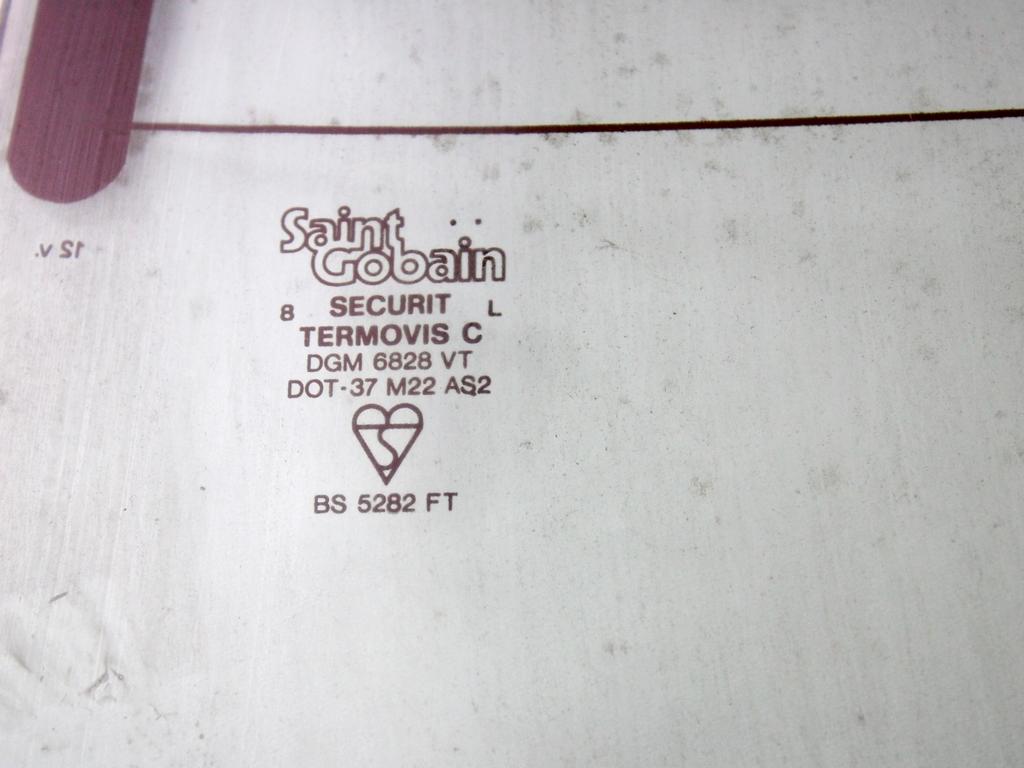 Saint
Gobain
8 SECURIT L
TERMOVIS C
DGM 6828 VT
DOT-37 M22 AS2
S
BS 5282 FT
12 v.